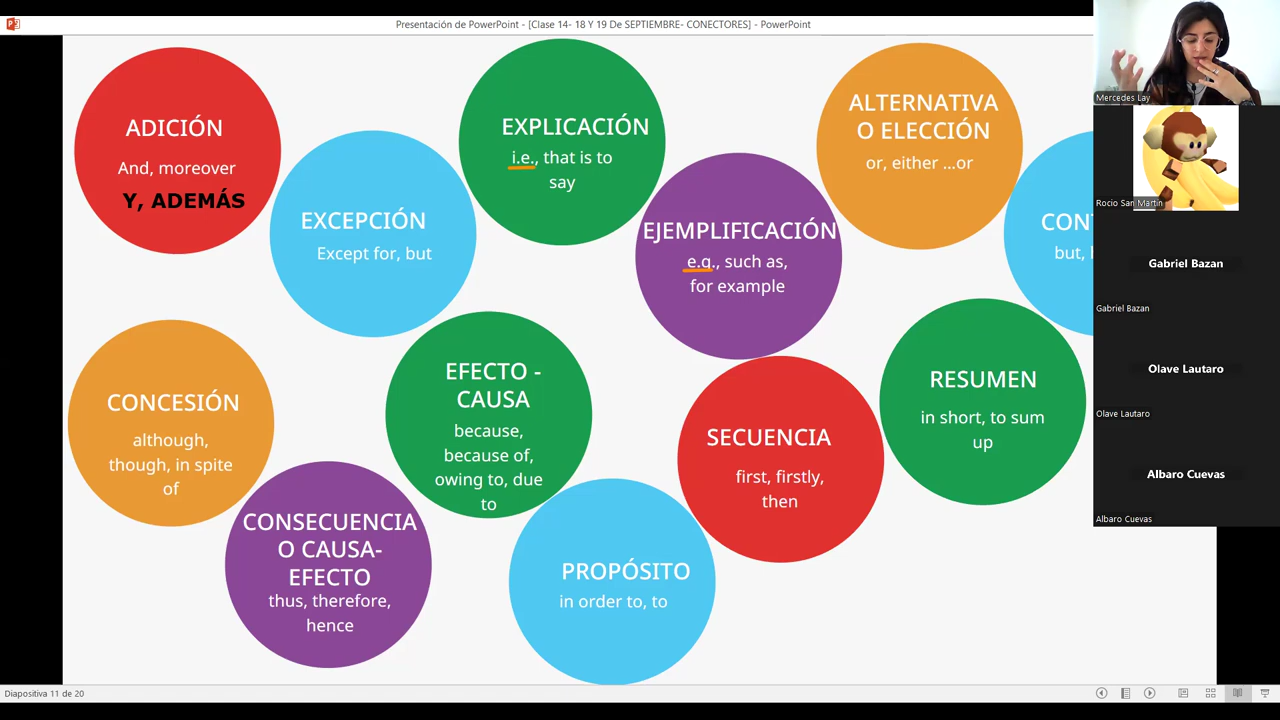 Presentación de PowerPoint - [Clase 14- 18 Y 19 De SEPTIEMBRE- CONECTORES] - PowerPoint
ADICIÓN
And, moreover
Y, ADEMÁS
EXCEPCIÓN
Except for, but
EXPLICACIÓN
i.e., that is to
say
EJEMPLIFICACIÓN
e.g., such as,
for example
ALTERNATIVA
O ELECCIÓN
or, either ...or
but,
CONCESIÓN
although,
though, in spite
of
CONSECUENCIA
O CAUSA-
EFECTO
thus, therefore,
hence
EFECTO -
CAUSA
because,
because of,
owing to, due
to
PROPÓSITO
in order to, to
SECUENCIA
first, firstly,
then
RESUMEN
in short, to sum
up
Mercedes Lay
Rocio San Martin
Gabriel Bazan
Gabriel Bazan
Olave Lautaro
Olave Lautaro
Albaro Cuevas
Albaro Cuevas
Diapositiva 11 de 20